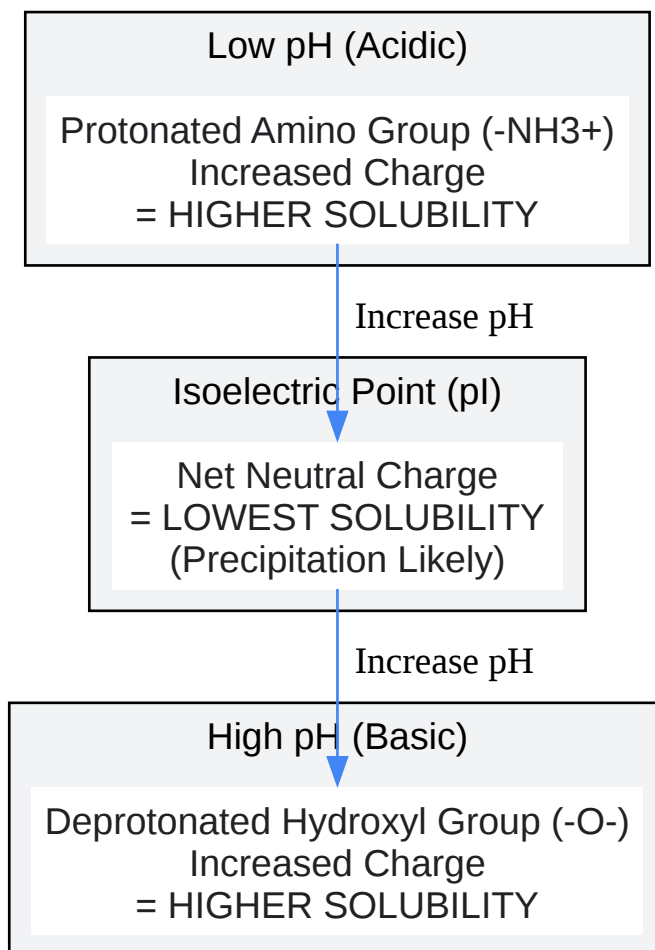 Low pH (Acidic)
Protonated Amino Group (-NH3+)
Increased Charge
= HIGHER SOLUBILITY
Increase pH
Isoelectric Point (pI)
Net Neutral Charge
= LOWEST SOLUBILITY
(Precipitation Likely)
Increase pH
High pH (Basic)
Deprotonated Hydroxyl Group (-O-)
Increased Charge
= HIGHER SOLUBILITY